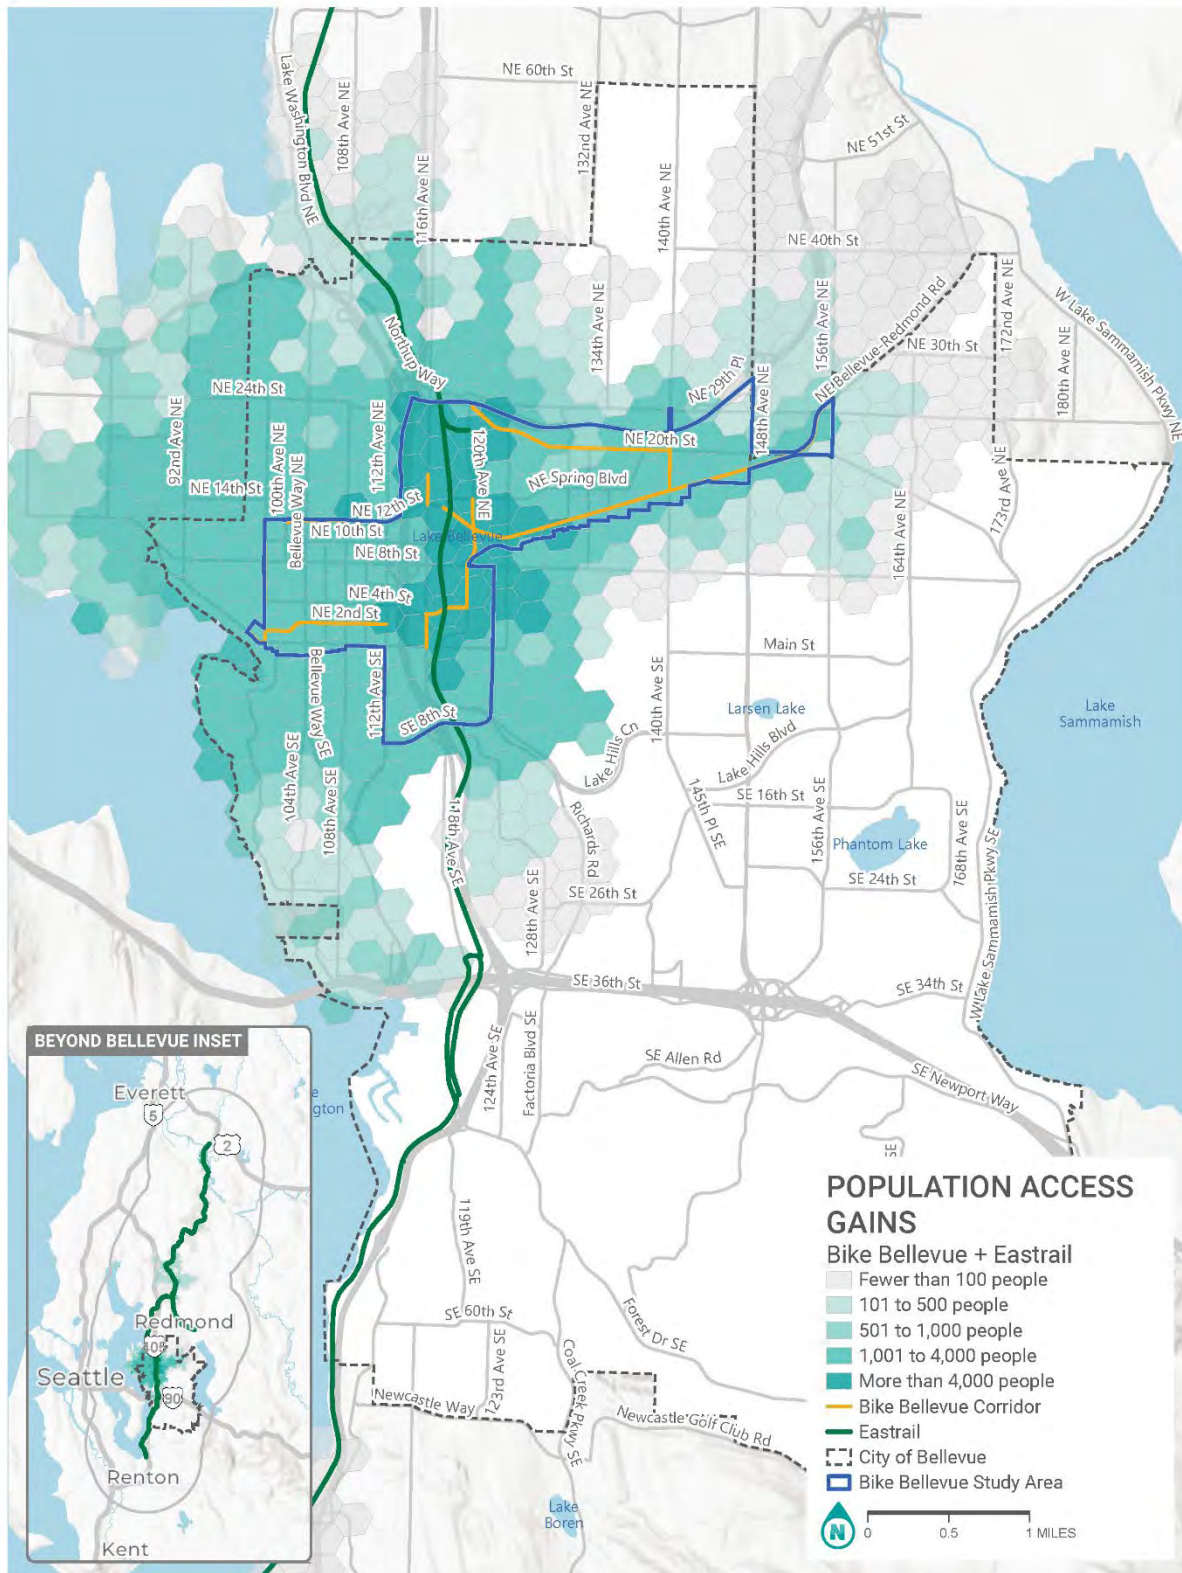 NE 60th St
Lake Washington Blvd NE
108th Ave NE
116th Ave NE
132nd Ave NE
140th Ave NE
NE 51st St
NE 40th St
W Lake Sammamish Pkwy NE
172nd Ave NE
NE Bellevue-Redmond Rd
156th Ave NE
134th Ave NE
Northup Way
NE 30th St
180th Ave NE
NE 29th Pl
148th Ave NE
NE 24th St
92nd Ave NE
112th Ave NE
100th Ave NE
Bellevue Way NE
120th Ave NE
NE 20th St
NE Spring Blvd
NE 14th St
NE 12th St
NE 10th St
Lake Bellevue
NE 8th St
164th Ave NE
173rd Ave NE
NE 4th St
NE 2nd St
Main St
Bellevue Way SE
112th Ave SE
SE 8th St
140th Ave SE
Larsen Lake
Lake
Sammamish
Lake Hills Cn
Lake Hills Blvd
104th Ave SE
108th Ave SE
118th Ave SE
Richards Rd
145th Pl SE
SE 16th St
156th Ave SE
Phantom Lake
168th Ave SE
SE 24th St
128th Ave SE
SE 26th St
W Lake Sammamish Pkwy SE
SE 36th St
SE 34th St
124th Ave SE
Factoria Blvd SE
SE Allen Rd
SE Newport Way
SE
119th Ave SE
SE 60th St
123rd Ave SE
Forest Dr SE
Coal Creek Pkwy SE
Newcastle Way
Newcastle Golf Club Rd
Lake
Boren
BEYOND BELLEVUE INSET
Everett
5
2
Redmond
405
Seattle
90
Renton
Kent
e
gton
POPULATION ACCESS
GAINS
Bike Bellevue + Eastrail
Fewer than 100 people
101 to 500 people
501 to 1,000 people
1,001 to 4,000 people
More than 4,000 people
Bike Bellevue Corridor
Eastrail
City of Bellevue
Bike Bellevue Study Area
N
0 0.5 1 MILES